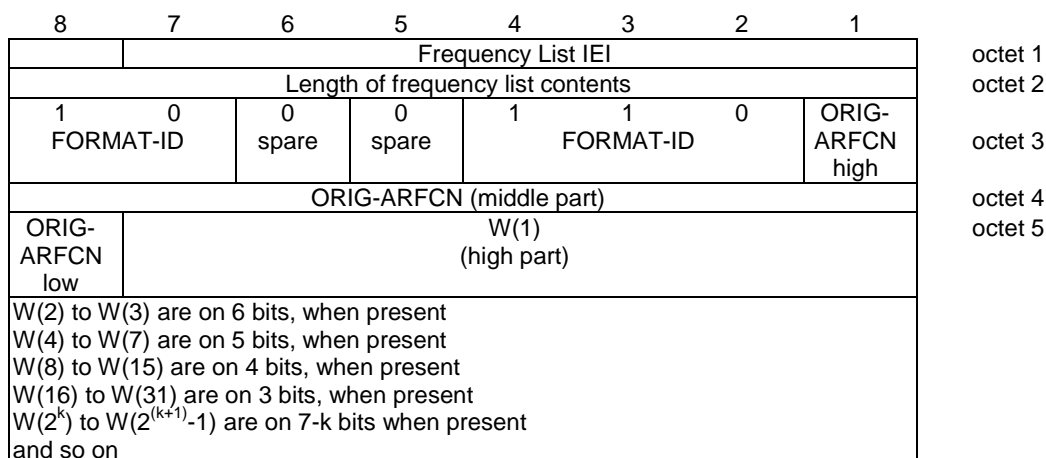 8 7 6 5 4 3 2 1
Frequency List IEI octet 1
Length of frequency list contents octet 2
1 0 0 0 1 1 0 ORIG-
FORMAT-ID spare spare FORMAT-ID ARFCN octet 3
high
ORIG-ARFCN (middle part) octet 4
ORIG- W(1) octet 5
ARFCN (high part)
low
W(2) to W(3) are on 6 bits, when present
W(4) to W(7) are on 5 bits, when present
W(8) to W(15) are on 4 bits, when present
W(16) to W(31) are on 3 bits, when present
W(2^k) to W(2^(k+1)-1) are on 7-k bits when present
and so on